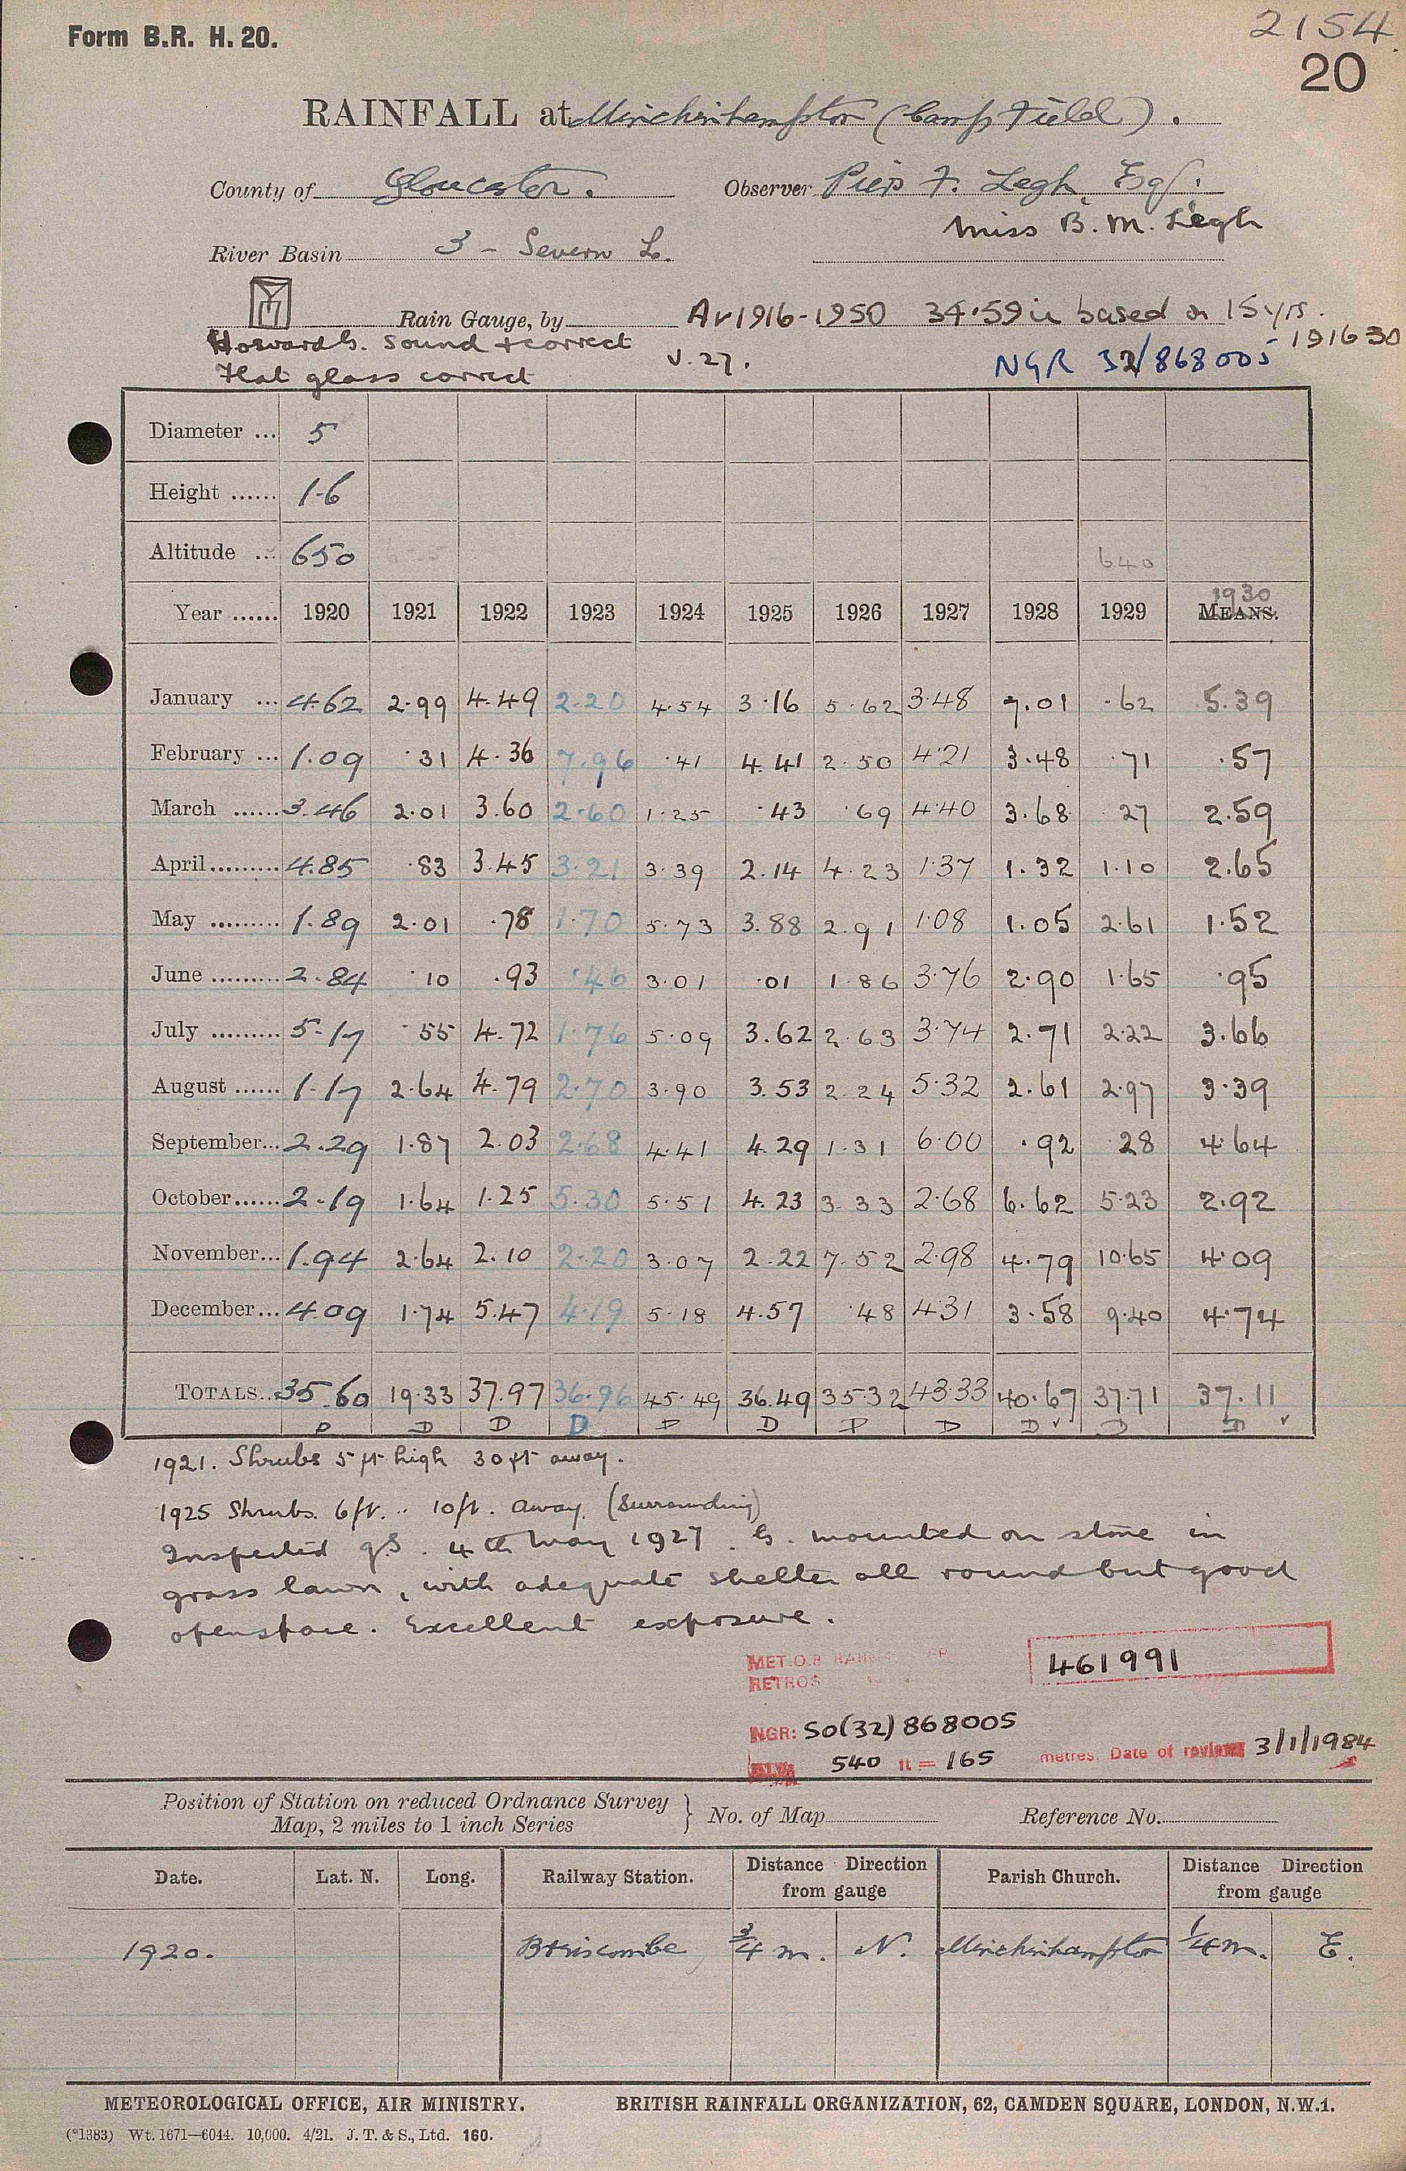 Form B.R. H. 20.
2154
20
RAINFALL at Minchinhampton (Camp Field).
County of Gloucester. Observer Piers F. Legh Esq.
Miss B. M. Legh
River Basin 3 - Severn L.
Rain Gauge, by Av 1916-1950 34.59 in based on 15 yrs.
1916 30
Howard G. Sound & correct V.27. NGR 32/868005
Flat glass correct
Diameter ... 5
Height ...... 1.6
Altitude ... 650 640
1930
Year ...... 1920 1921 1922 1923 1924 1925 1926 1927 1928 1929 MEANS.
January ... 4.62 2.99 4.49 2.20 4.54 3.16 5.62 3.48 7.01 .62 5.39
February ... 1.09 .31 4.36 7.96 .41 4.41 2.50 4.21 3.48 .71 .57
March ...... 3.46 2.01 3.60 2.60 1.25 .43 .69 4.40 3.68 .27 2.59
April ......... 4.85 .83 3.45 3.21 3.39 2.14 4.23 1.37 1.32 1.10 2.65
May ......... 1.89 2.01 .78 1.70 5.73 3.88 2.91 1.08 1.05 2.61 1.52
June ......... 2.84 .10 .93 .46 3.01 .01 1.86 3.76 2.90 1.65 .95
July ......... 5.17 .55 4.72 1.76 5.09 3.62 2.63 3.74 2.71 2.22 3.66
August ...... 1.17 2.64 4.79 2.70 3.90 3.53 2.24 5.32 2.61 2.97 3.39
September... 2.29 1.87 2.03 2.68 4.41 4.29 1.31 6.00 .92 .28 4.64
October ...... 2.19 1.64 1.25 5.30 5.51 4.23 3.33 2.68 6.62 5.23 2.92
November... 1.94 2.64 2.10 2.20 3.07 2.22 7.52 2.98 4.79 10.65 4.09
December... 4.09 1.74 5.47 4.19 5.18 4.57 .48 4.31 3.58 9.40 4.74
TOTALS... 35.60 19.33 37.97 36.96 45.49 36.49 35.32 43.33 40.67 37.71 37.11
D D D D D D D D D ✓ D D ✓
1921. Shrubs 5 ft high 30 ft away.
1925 Shrubs. 6 ft. .. 10 ft. away. (Surrounding)
Inspected gS. 4th May 1927. G. mounted on stone in
grass lawn, with adequate shelter all round but good
open space. Excellent exposure.
MET.O.8
RETROS
461991
NGR: SO(32) 868005
540 ft = 165 metres. Date of review 3/1/1984
Position of Station on reduced Ordnance Survey
Map, 2 miles to 1 inch Series } No. of Map Reference No.
Date. Lat. N. Long. Railway Station. Distance Direction from gauge Parish Church. Distance Direction from gauge
1920. Brimscombe 3/4 m. N. Minchinhampton 1/4 m. E.
METEOROLOGICAL OFFICE, AIR MINISTRY. BRITISH RAINFALL ORGANIZATION, 62, CAMDEN SQUARE, LONDON, N.W.1.
(*1383) Wt. 1671—6044. 10,000. 4/21. J. T. & S., Ltd. 160.